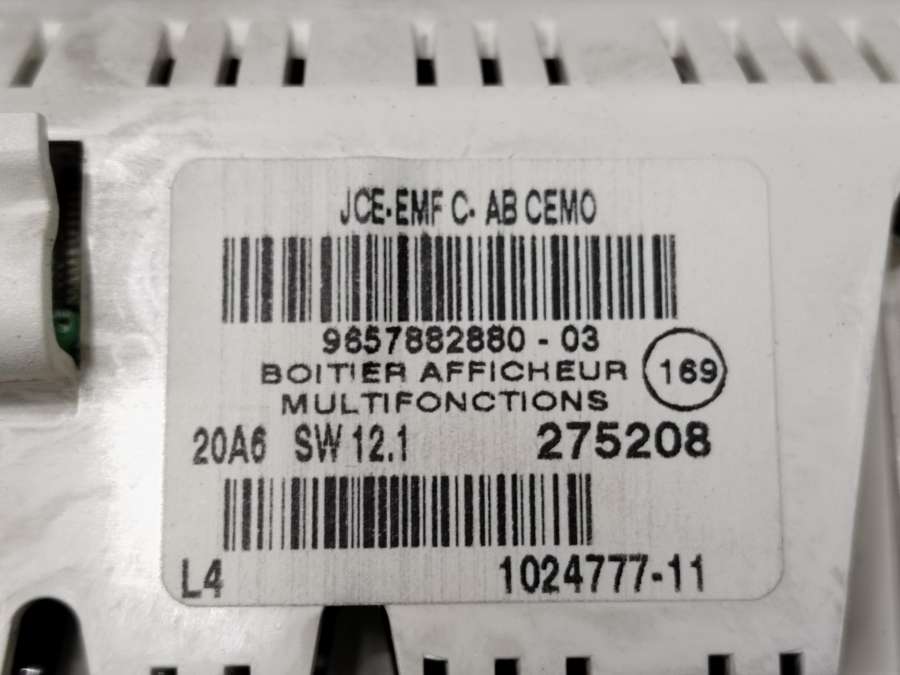 JCE-EMF C- AB CEMO
9657882880 - 03
BOITIER AFFICHEUR
MULTIFONCTIONS
169
20A6 SW 12.1 275208
L4 1024777-11